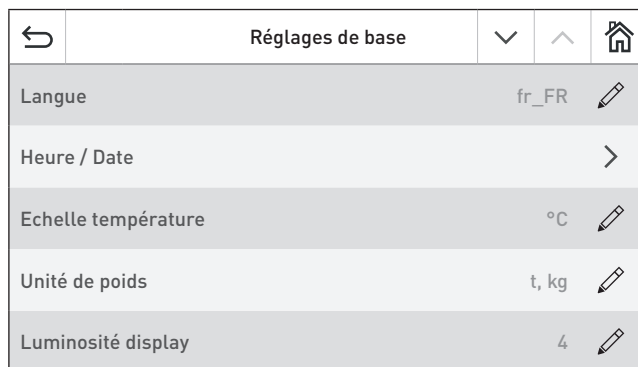 Réglages de base
Langue fr_FR
Heure / Date
Echelle température °C
Unité de poids t, kg
Luminosité display 4